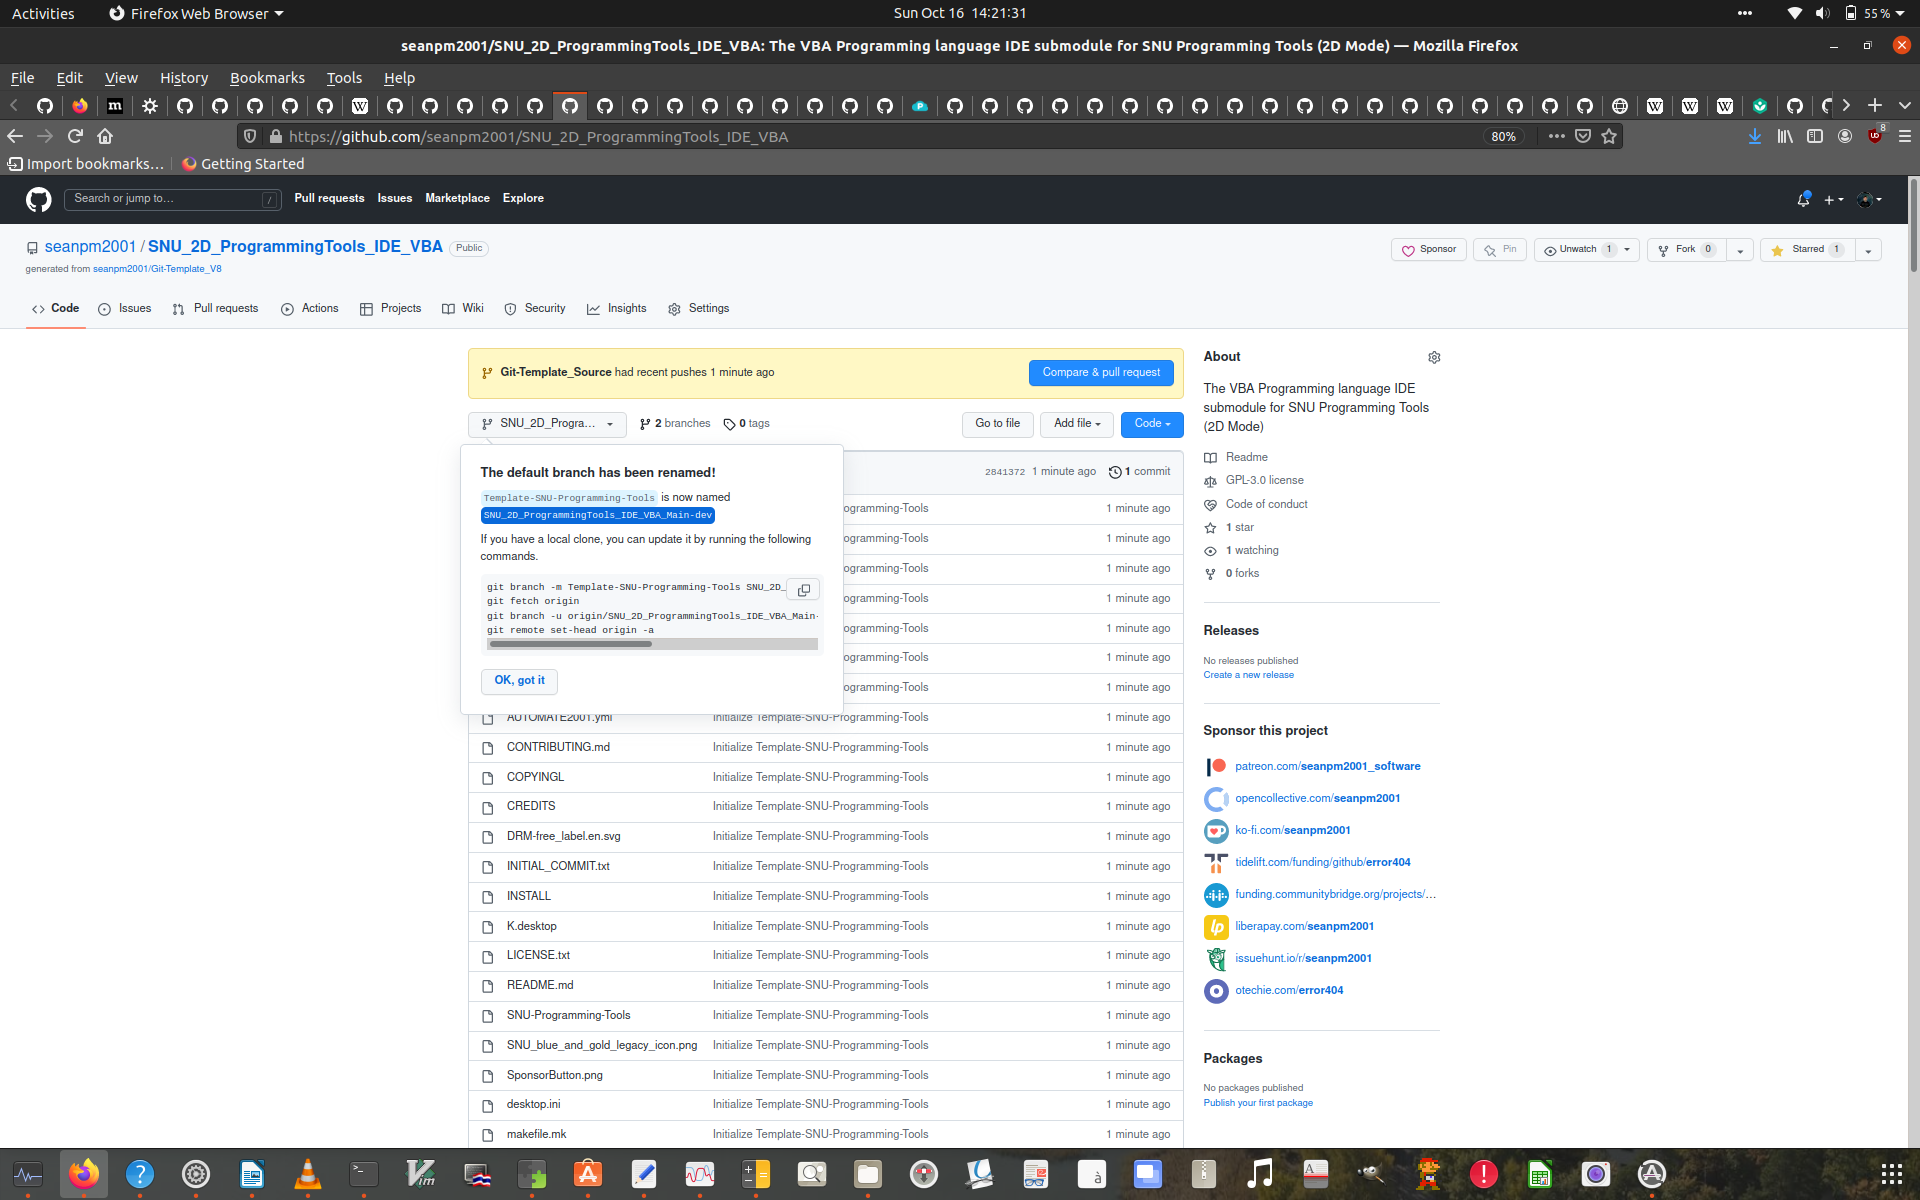 Activities
Firefox Web Browser
Sun Oct 16 14:21:31
55 %
seanpm2001/SNU_2D_ProgrammingTools_IDE_VBA: The VBA Programming language IDE submodule for SNU Programming Tools (2D Mode) — Mozilla Firefox
File Edit View History Bookmarks Tools Help
https://github.com/seanpm2001/SNU_2D_ProgrammingTools_IDE_VBA
80%
8
Import bookmarks…
Getting Started
Search or jump to…
/
Pull requests Issues Marketplace Explore
seanpm2001 / SNU_2D_ProgrammingTools_IDE_VBA
Public
Sponsor
Pin
Unwatch 1
Fork 0
Starred 1
generated from seanpm2001/Git-Template_V8
Code
Issues
Pull requests
Actions
Projects
Wiki
Security
Insights
Settings
Git-Template_Source had recent pushes 1 minute ago
Compare & pull request
SNU_2D_Progra...
2 branches
0 tags
Go to file
Add file
Code
The default branch has been renamed!
Template-SNU-Programming-Tools is now named
SNU_2D_ProgrammingTools_IDE_VBA_Main-dev
If you have a local clone, you can update it by running the following
commands.
git branch -m Template-SNU-Programming-Tools SNU_2D_
git fetch origin
git branch -u origin/SNU_2D_ProgrammingTools_IDE_VBA_Main-
git remote set-head origin -a
OK, got it
2841372 1 minute ago
1 commit
ogramming-Tools 1 minute ago
ogramming-Tools 1 minute ago
ogramming-Tools 1 minute ago
ogramming-Tools 1 minute ago
ogramming-Tools 1 minute ago
ogramming-Tools 1 minute ago
ogramming-Tools 1 minute ago
AUTOMATE2001.yml Initialize Template-SNU-Programming-Tools 1 minute ago
CONTRIBUTING.md Initialize Template-SNU-Programming-Tools 1 minute ago
COPYINGL Initialize Template-SNU-Programming-Tools 1 minute ago
CREDITS Initialize Template-SNU-Programming-Tools 1 minute ago
DRM-free_label.en.svg Initialize Template-SNU-Programming-Tools 1 minute ago
INITIAL_COMMIT.txt Initialize Template-SNU-Programming-Tools 1 minute ago
INSTALL Initialize Template-SNU-Programming-Tools 1 minute ago
K.desktop Initialize Template-SNU-Programming-Tools 1 minute ago
LICENSE.txt Initialize Template-SNU-Programming-Tools 1 minute ago
README.md Initialize Template-SNU-Programming-Tools 1 minute ago
SNU-Programming-Tools Initialize Template-SNU-Programming-Tools 1 minute ago
SNU_blue_and_gold_legacy_icon.png Initialize Template-SNU-Programming-Tools 1 minute ago
SponsorButton.png Initialize Template-SNU-Programming-Tools 1 minute ago
desktop.ini Initialize Template-SNU-Programming-Tools 1 minute ago
makefile.mk Initialize Template-SNU-Programming-Tools 1 minute ago
About
The VBA Programming language IDE
submodule for SNU Programming Tools
(2D Mode)
Readme
GPL-3.0 license
Code of conduct
1 star
1 watching
0 forks
Releases
No releases published
Create a new release
Sponsor this project
patreon.com/seanpm2001_software
opencollective.com/seanpm2001
ko-fi.com/seanpm2001
tidelift.com/funding/github/error404
funding.communitybridge.org/projects/…
liberapay.com/seanpm2001
issuehunt.io/r/seanpm2001
otechie.com/error404
Packages
No packages published
Publish your first package